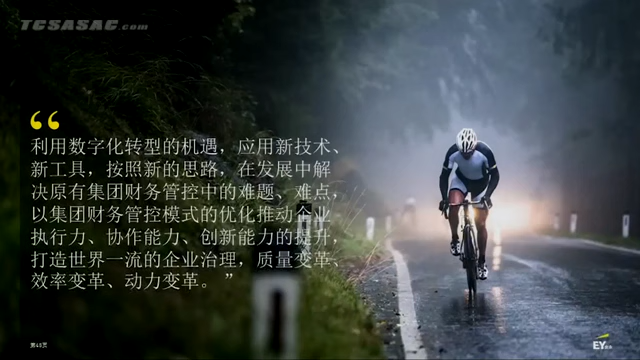 TCSASAC.com
“
利用数字化转型的机遇，应用新技术、
新工具，按照新的思路，在发展中解
决原有集团财务管控中的难题、难点，
以集团财务管控模式的优化推动企业
执行力、协作能力、创新能力的提升，
打造世界一流的企业治理，质量变革、
效率变革、动力变革。”
EY